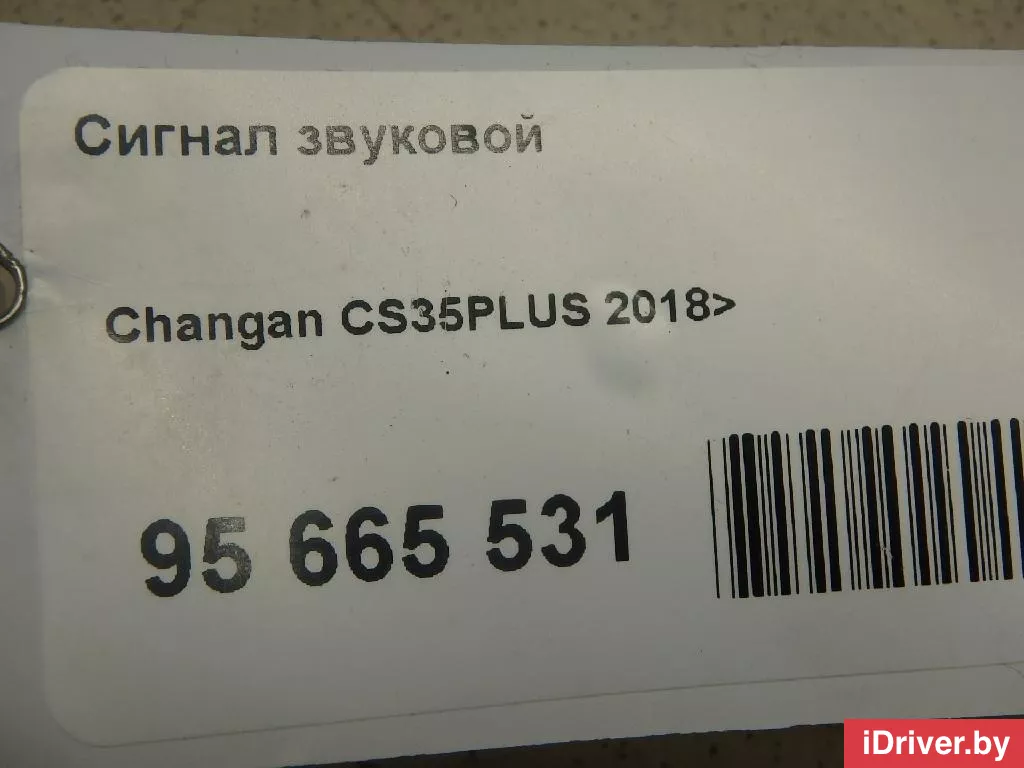 Сигнал звуковой
Changan CS35PLUS 2018>
95 665 531
iDriver.by